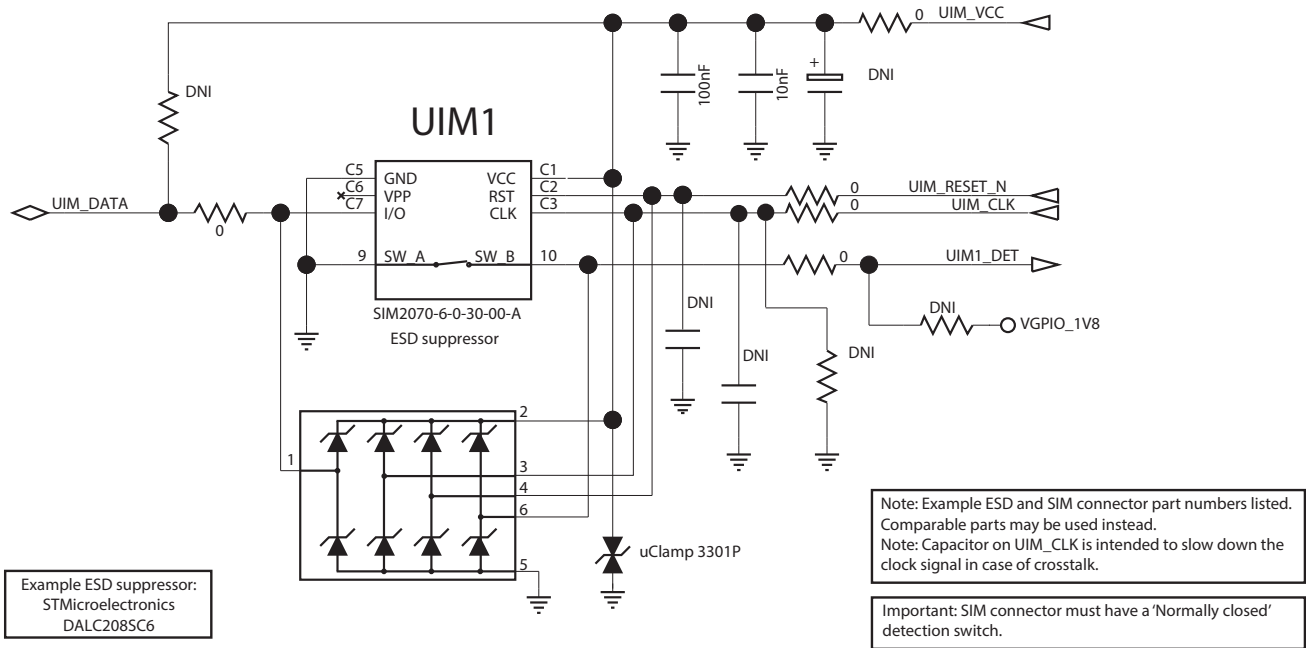 0 UIM_VCC
DNI
100nF
10nF
+
DNI
UIM1
C5 GND VCC C1
C6 VPP RST C2
C7 I/O CLK C3
9 SW_A SW_B 10
SIM2070-6-0-30-00-A
ESD suppressor
UIM_DATA
0
0 UIM_RESET_N
0 UIM_CLK
0 UIM1_DET
DNI
VGPIO_1V8
DNI
DNI
DNI
1
2
3
4
6
5
uClamp 3301P
Example ESD suppressor:
STMicroelectronics
DALC208SC6
Note: Example ESD and SIM connector part numbers listed.
Comparable parts may be used instead.
Note: Capacitor on UIM_CLK is intended to slow down the
clock signal in case of crosstalk.
Important: SIM connector must have a ‘Normally closed’
detection switch.